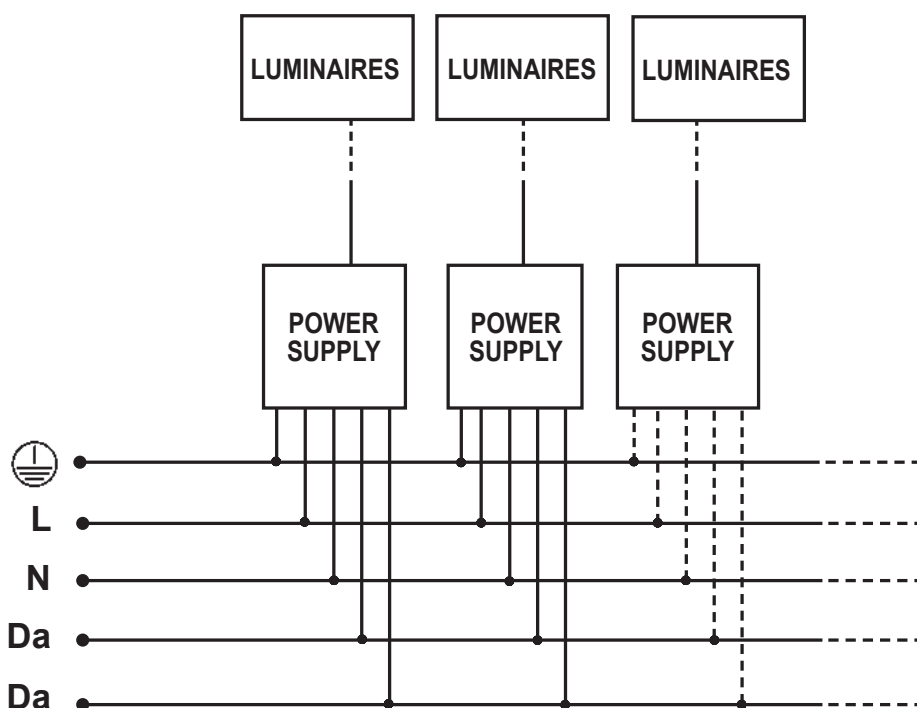 LUMINAIRES
LUMINAIRES
LUMINAIRES
POWER
SUPPLY
POWER
SUPPLY
POWER
SUPPLY
L
N
Da
Da